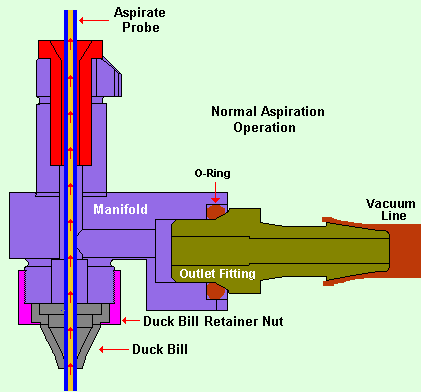 Aspirate
Probe
Normal Aspiration
Operation
O-Ring
Vacuum
Line
Manifold
Outlet Fitting
Duck Bill Retainer Nut
Duck Bill